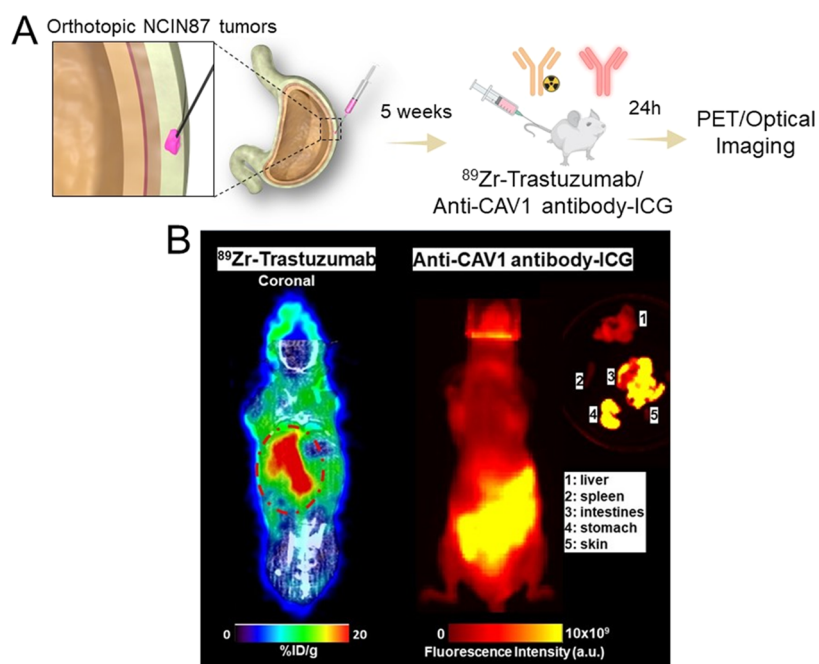 A
Orthotopic NCIN87 tumors
5 weeks
24h
PET/Optical
Imaging
89Zr-Trastuzumab/
Anti-CAV1 antibody-ICG
B
89Zr-Trastuzumab
Anti-CAV1 antibody-ICG
Coronal
1
2
3
4
5
1: liver
2: spleen
3: intestines
4: stomach
5: skin
0
20
%ID/g
0
10x10⁹
Fluorescence Intensity (a.u.)